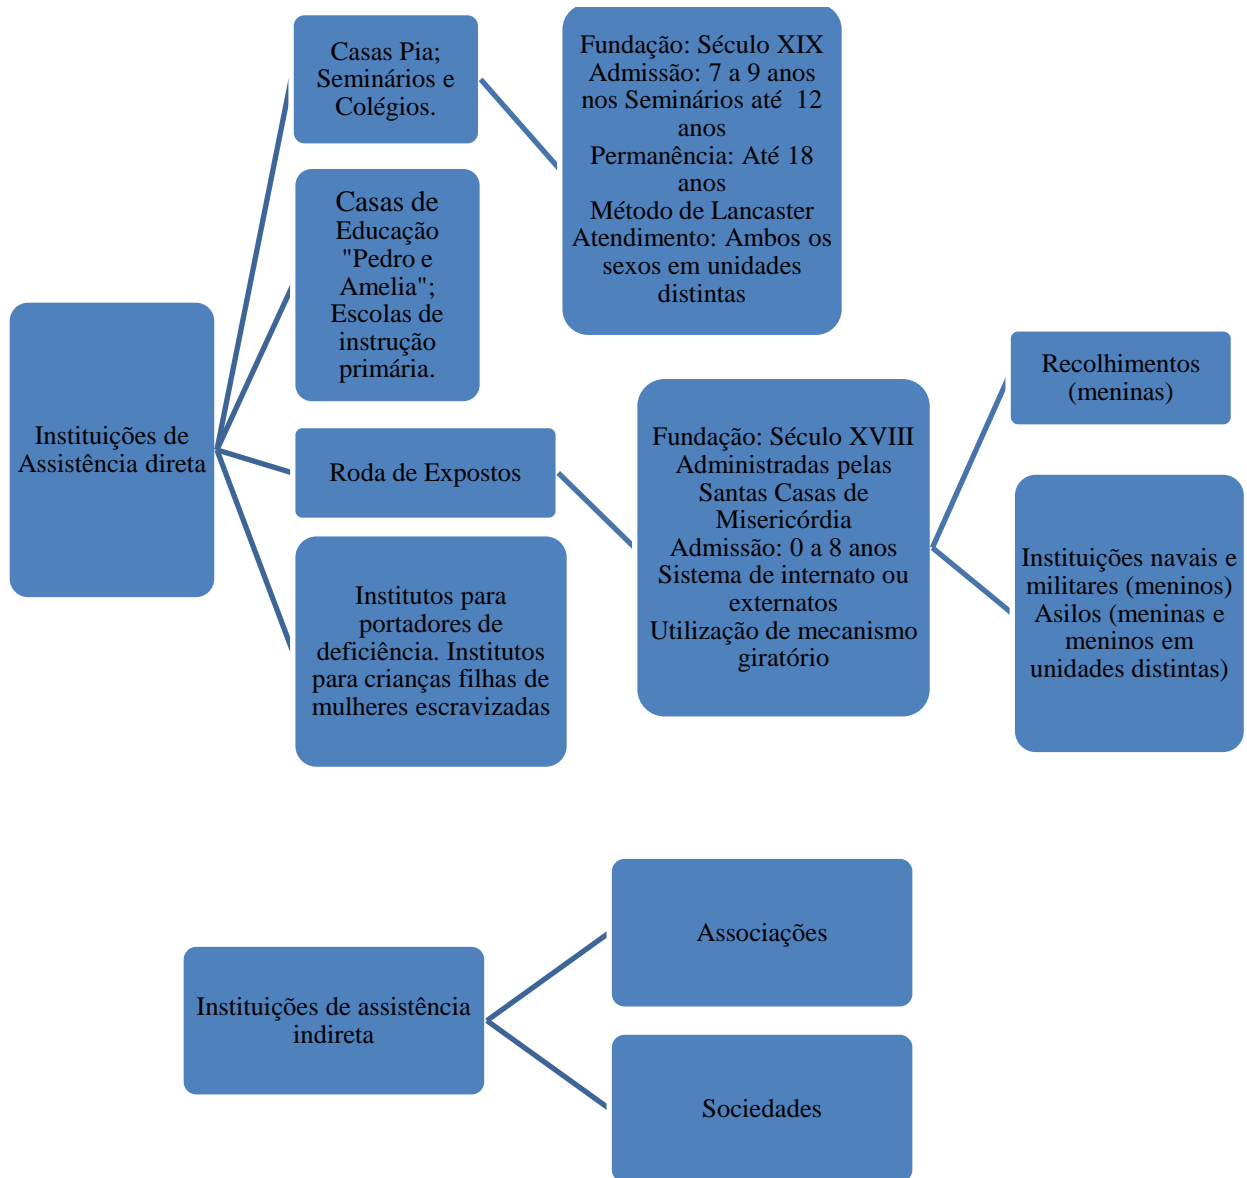 Casas Pia;
Seminários e
Colégios.
Fundação: Século XIX
Admissão: 7 a 9 anos
nos Seminários até 12
anos
Permanência: Até 18
anos
Método de Lancaster
Atendimento: Ambos os
sexos em unidades
distintas
Casas de
Educação
"Pedro e
Amelia";
Escolas de
instrução
primária.
Instituições de
Assistência direta
Roda de Expostos
Fundação: Século XVIII
Administradas pelas
Santas Casas de
Misericórdia
Admissão: 0 a 8 anos
Sistema de internato ou
externatos
Utilização de mecanismo
giratório
Recolhimentos
(meninas)
Instituições navais e
militares (meninos)
Asilos (meninas e
meninos em
unidades distintas)
Institutos para
portadores de
deficiência. Institutos
para crianças filhas de
mulheres escravizadas
Instituições de assistência
indireta
Associações
Sociedades